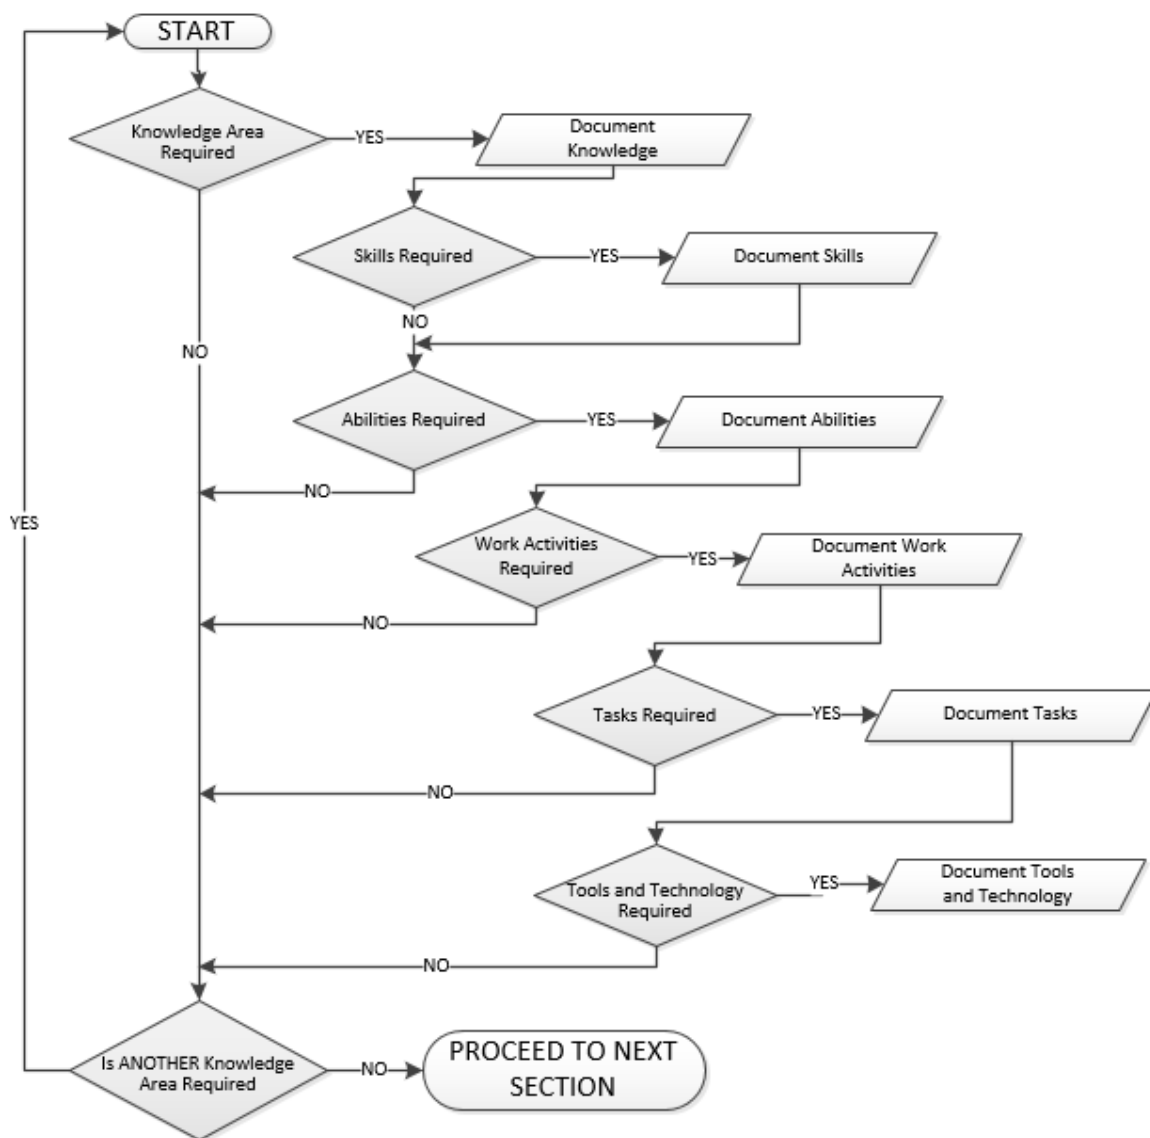 START
Knowledge Area
Required
YES
Document
Knowledge
Skills Required
YES
Document Skills
NO
NO
Abilities Required
YES
Document Abilities
NO
YES
Work Activities
Required
YES
Document Work
Activities
NO
Tasks Required
YES
Document Tasks
NO
Tools and Technology
Required
YES
Document Tools
and Technology
NO
Is ANOTHER Knowledge
Area Required
NO
PROCEED TO NEXT
SECTION